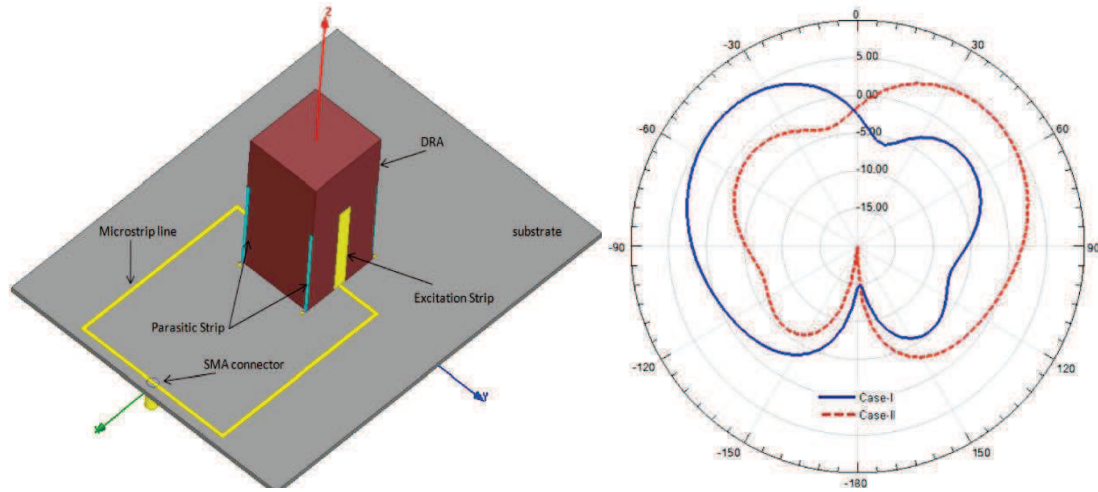 Z
DRA
Microstrip line
substrate
Excitation Strip
Parasitic Strip
SMA connector
Y
0
-30
30
5.00
0.00
-60
60
-5.00
-10.00
-15.00
-90
90
-120
120
Case-I
Case-II
-150
150
-180